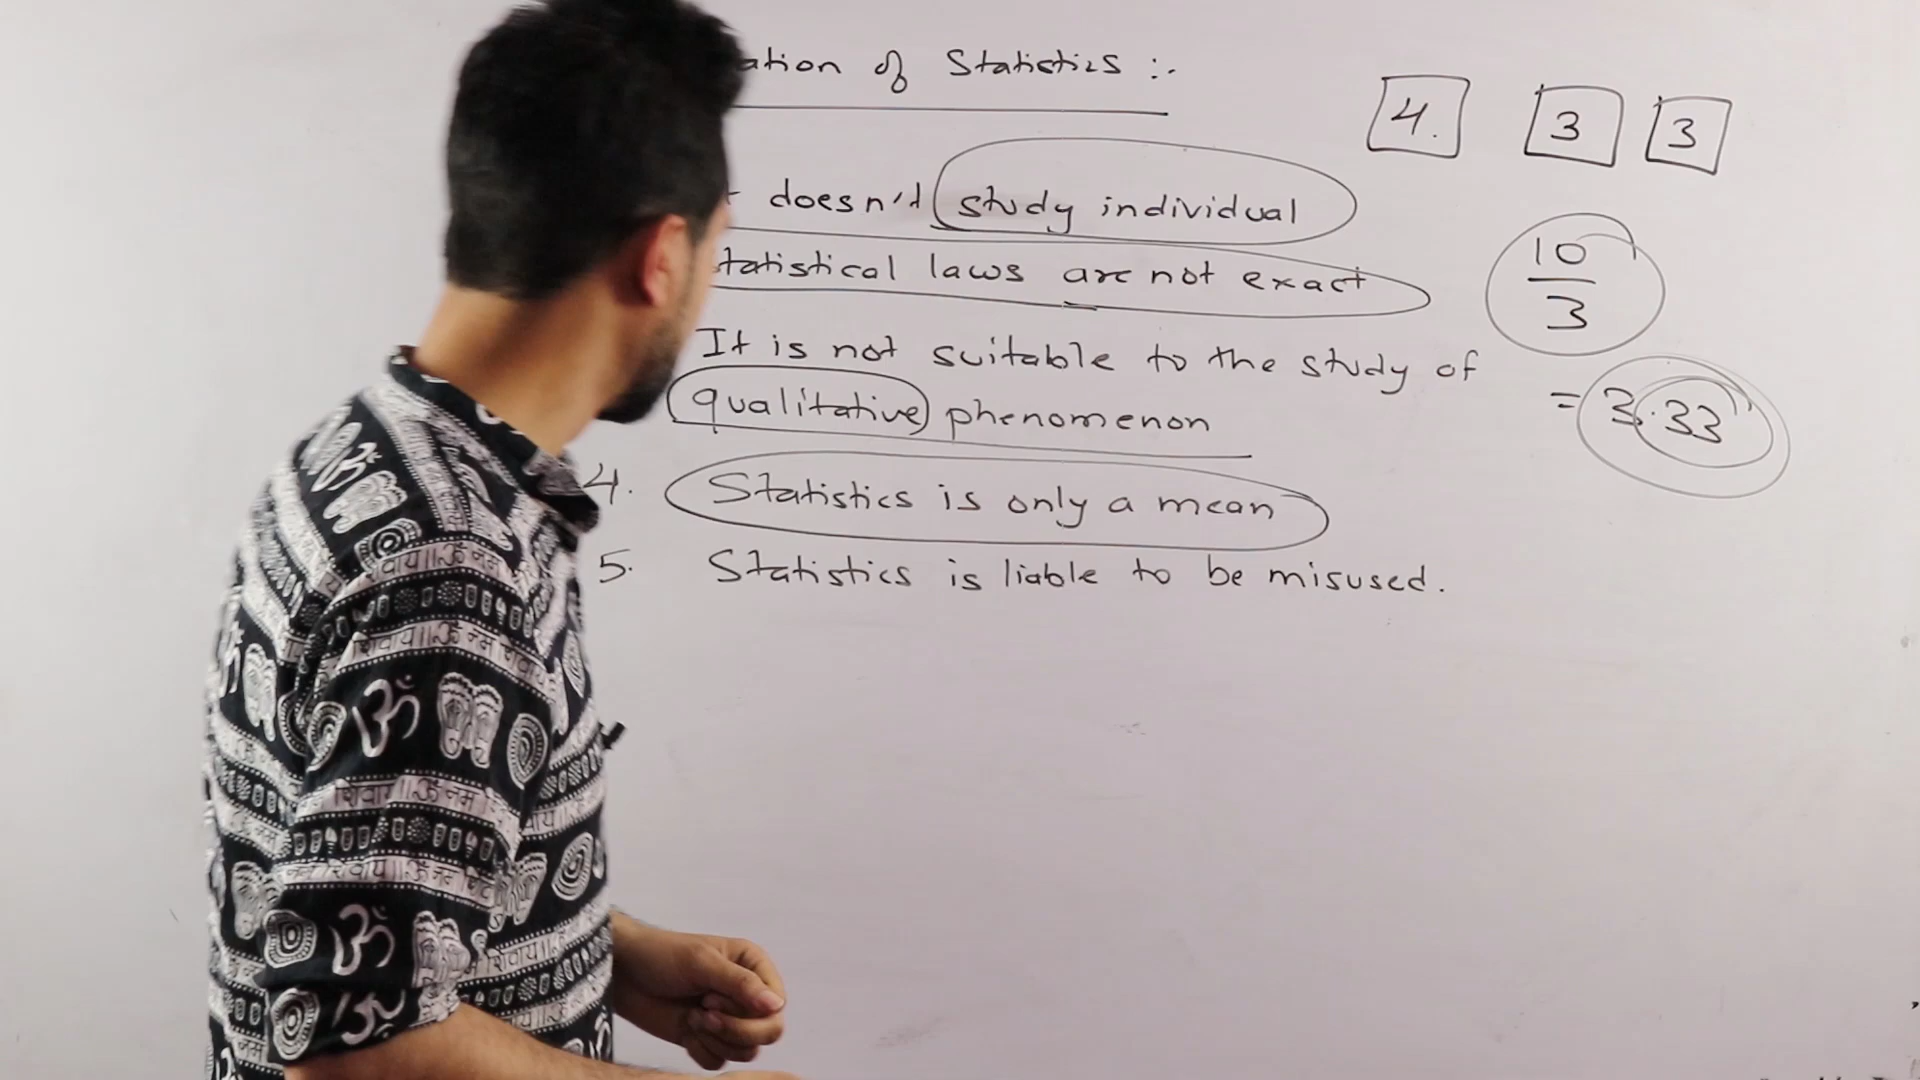 ation of Statistics :-
4. 3 3
doesn't study individual
tatistical laws are not exact
10
3
It is not suitable to the study of
= 3.33
qualitative phenomenon
4. Statistics is only a mean
5. Statistics is liable to be misused.
शिवाय || ॐ नम